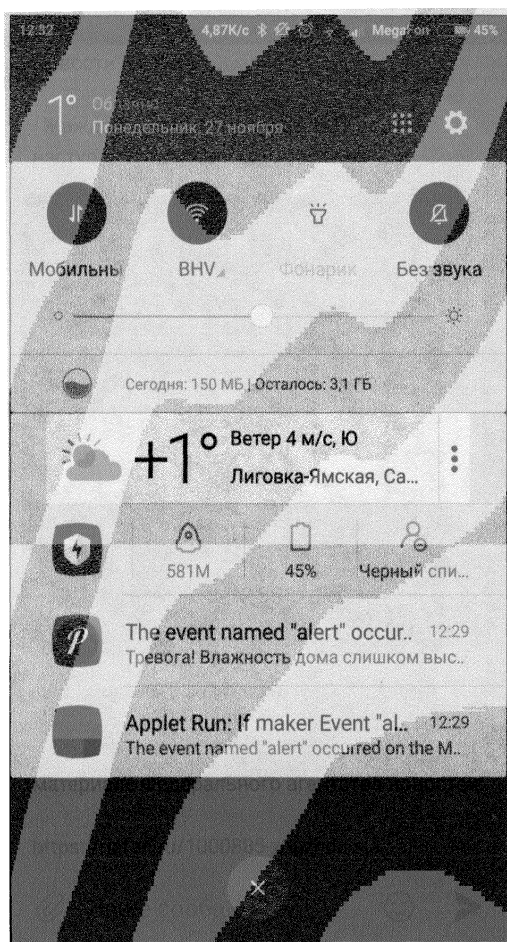 12:32 4,87K/c MegaFon 45%
1° Облачно
Понедельник, 27 ноября
Мобильны BHV Фонарик Без звука
Сегодня: 150 МБ | Осталось: 3,1 ГБ
+1° Ветер 4 м/с, Ю
Лиговка-Ямская, Са...
581M 45% Черный спи...
The event named "alert" occur.. 12:29
Тревога! Влажность дома слишком выс..
Applet Run: If maker Event "al.. 12:29
The event named "alert" occurred on the M..